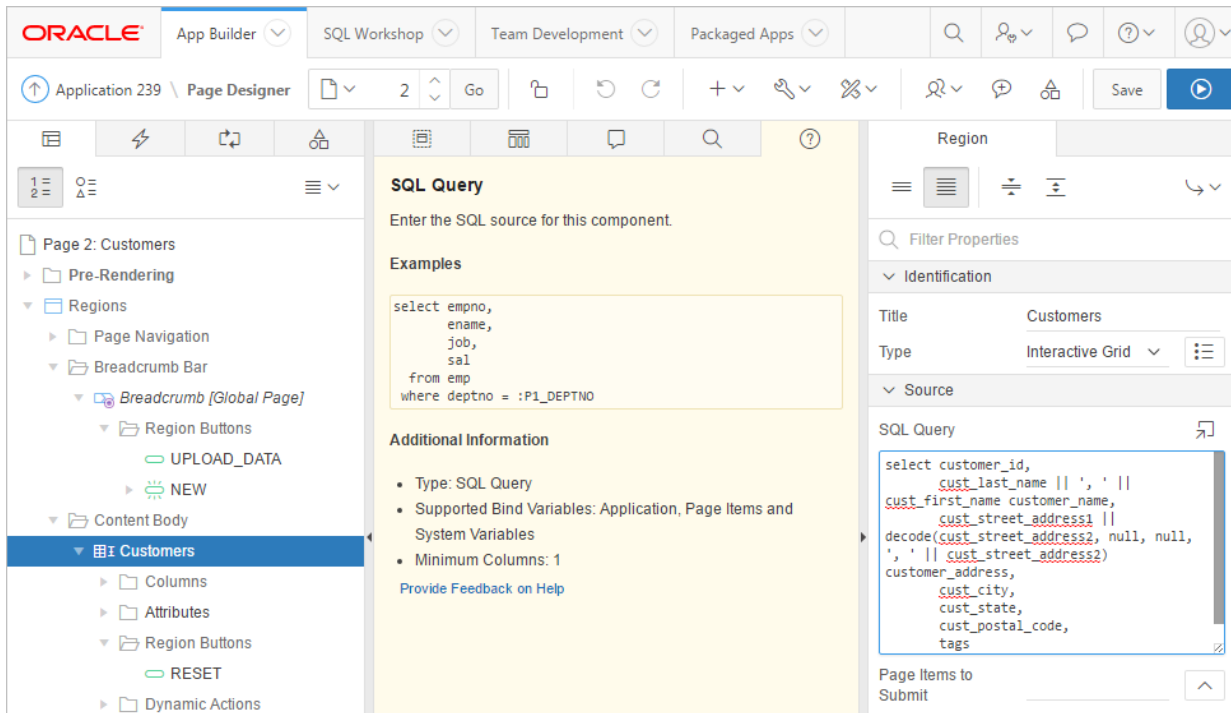 ORACLE
App Builder
SQL Workshop
Team Development
Packaged Apps
Application 239 \ Page Designer
2
Go
Save
Page 2: Customers
Pre-Rendering
Regions
Page Navigation
Breadcrumb Bar
Breadcrumb [Global Page]
Region Buttons
UPLOAD_DATA
NEW
Content Body
Customers
Columns
Attributes
Region Buttons
RESET
Dynamic Actions
SQL Query
Enter the SQL source for this component.
Examples
select empno,
ename,
job,
sal
from emp
where deptno = :P1_DEPTNO
Additional Information
• Type: SQL Query
• Supported Bind Variables: Application, Page Items and
System Variables
• Minimum Columns: 1
Provide Feedback on Help
Region
Filter Properties
Identification
Title Customers
Type Interactive Grid
Source
SQL Query
select customer_id,
cust_last_name || ', ' ||
cust_first_name customer_name,
cust_street_address1 ||
decode(cust_street_address2, null, null,
', ' || cust_street_address2)
customer_address,
cust_city,
cust_state,
cust_postal_code,
tags
Page Items to
Submit